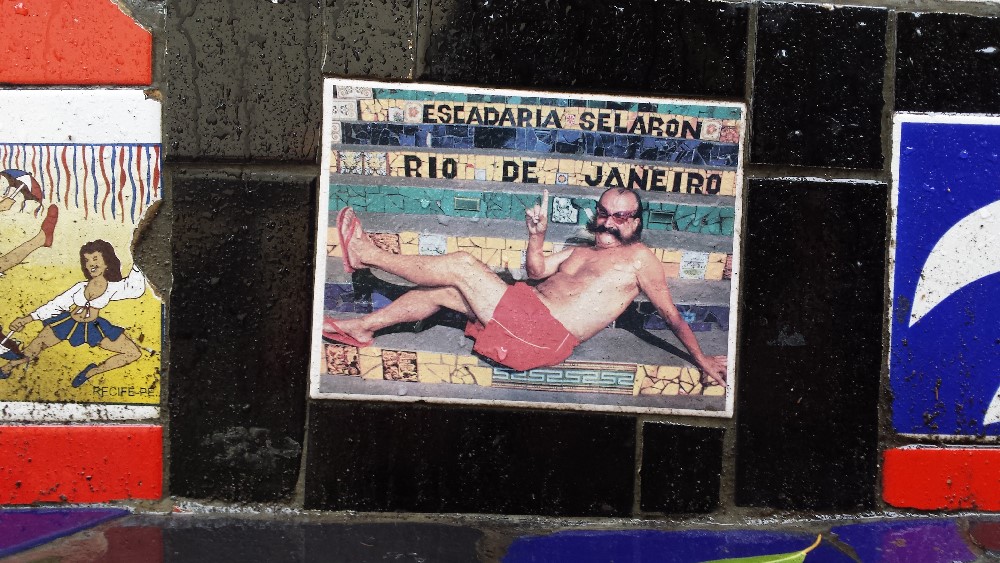 ESCADARIA SELARON
RIO DE JANEIRO
RECIFE-PE